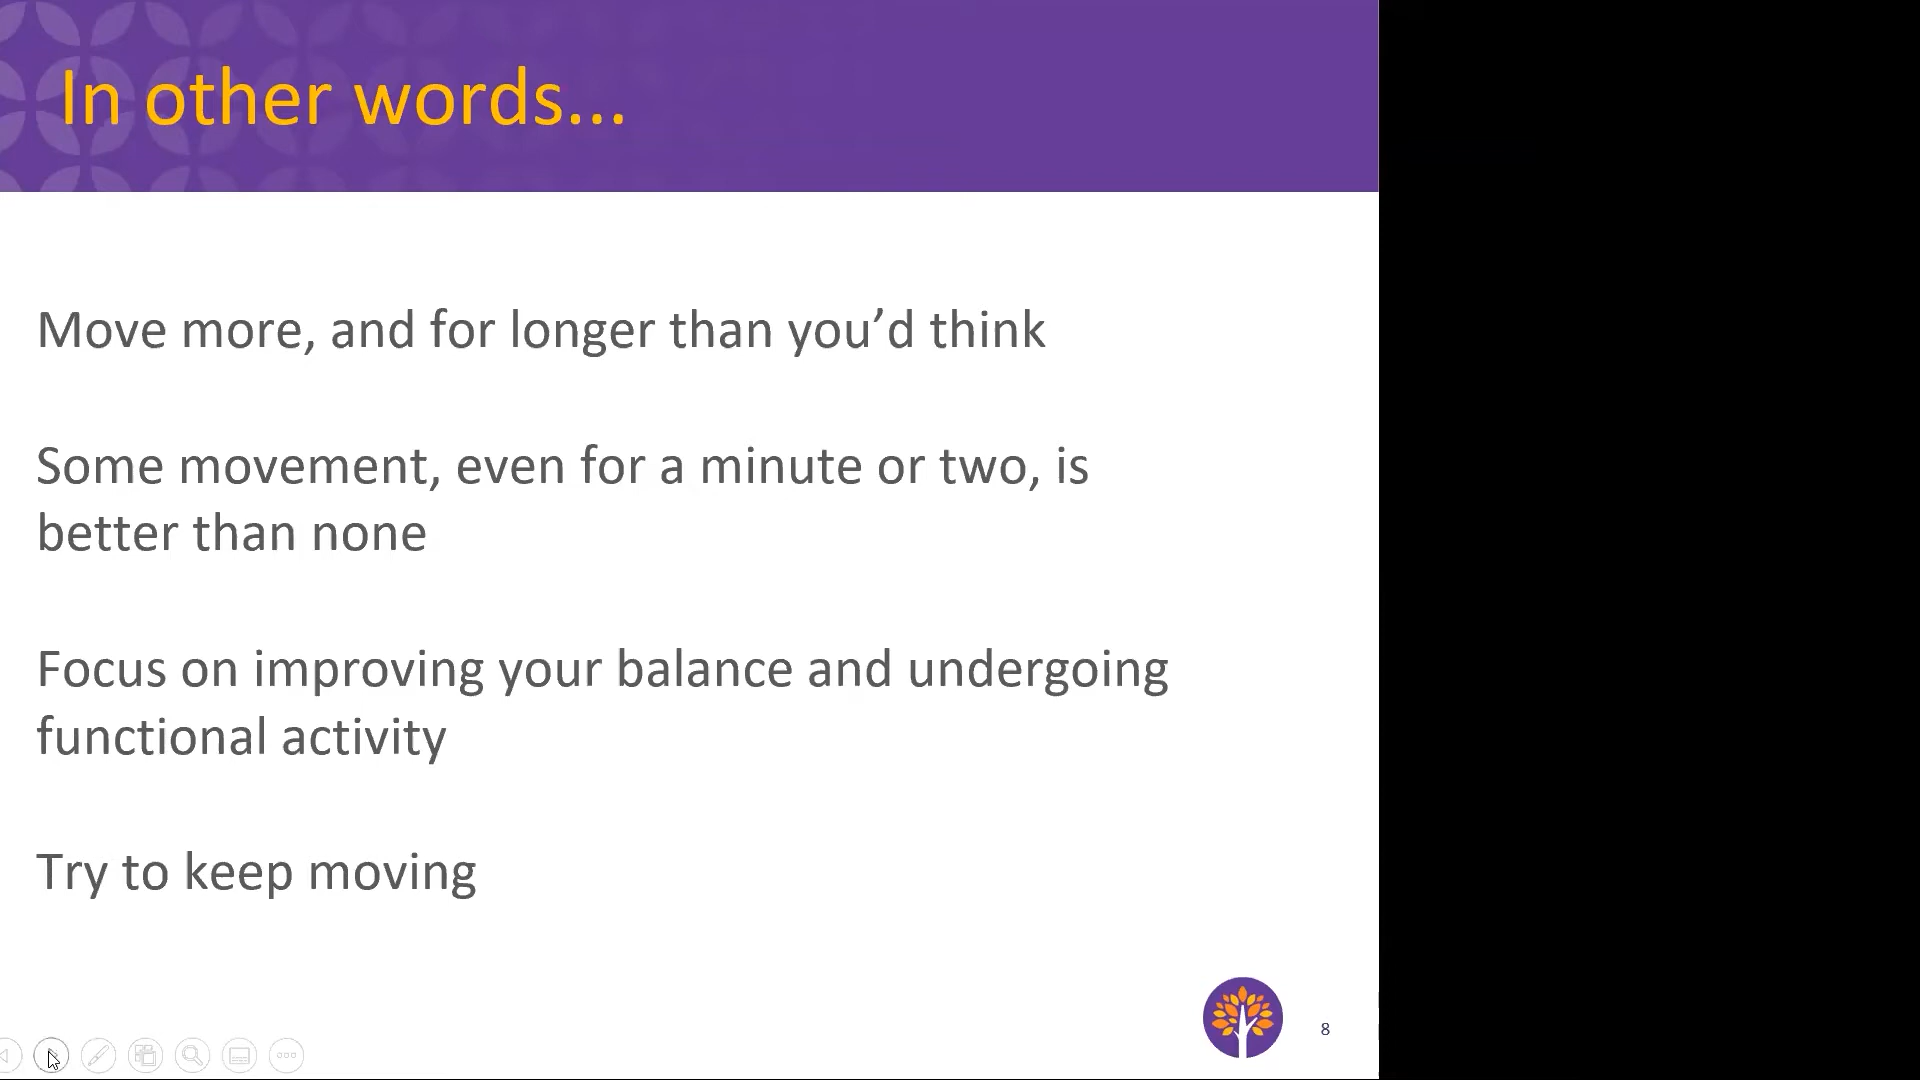 In other words...
Move more, and for longer than you’d think
Some movement, even for a minute or two, is
better than none
Focus on improving your balance and undergoing
functional activity
Try to keep moving
8